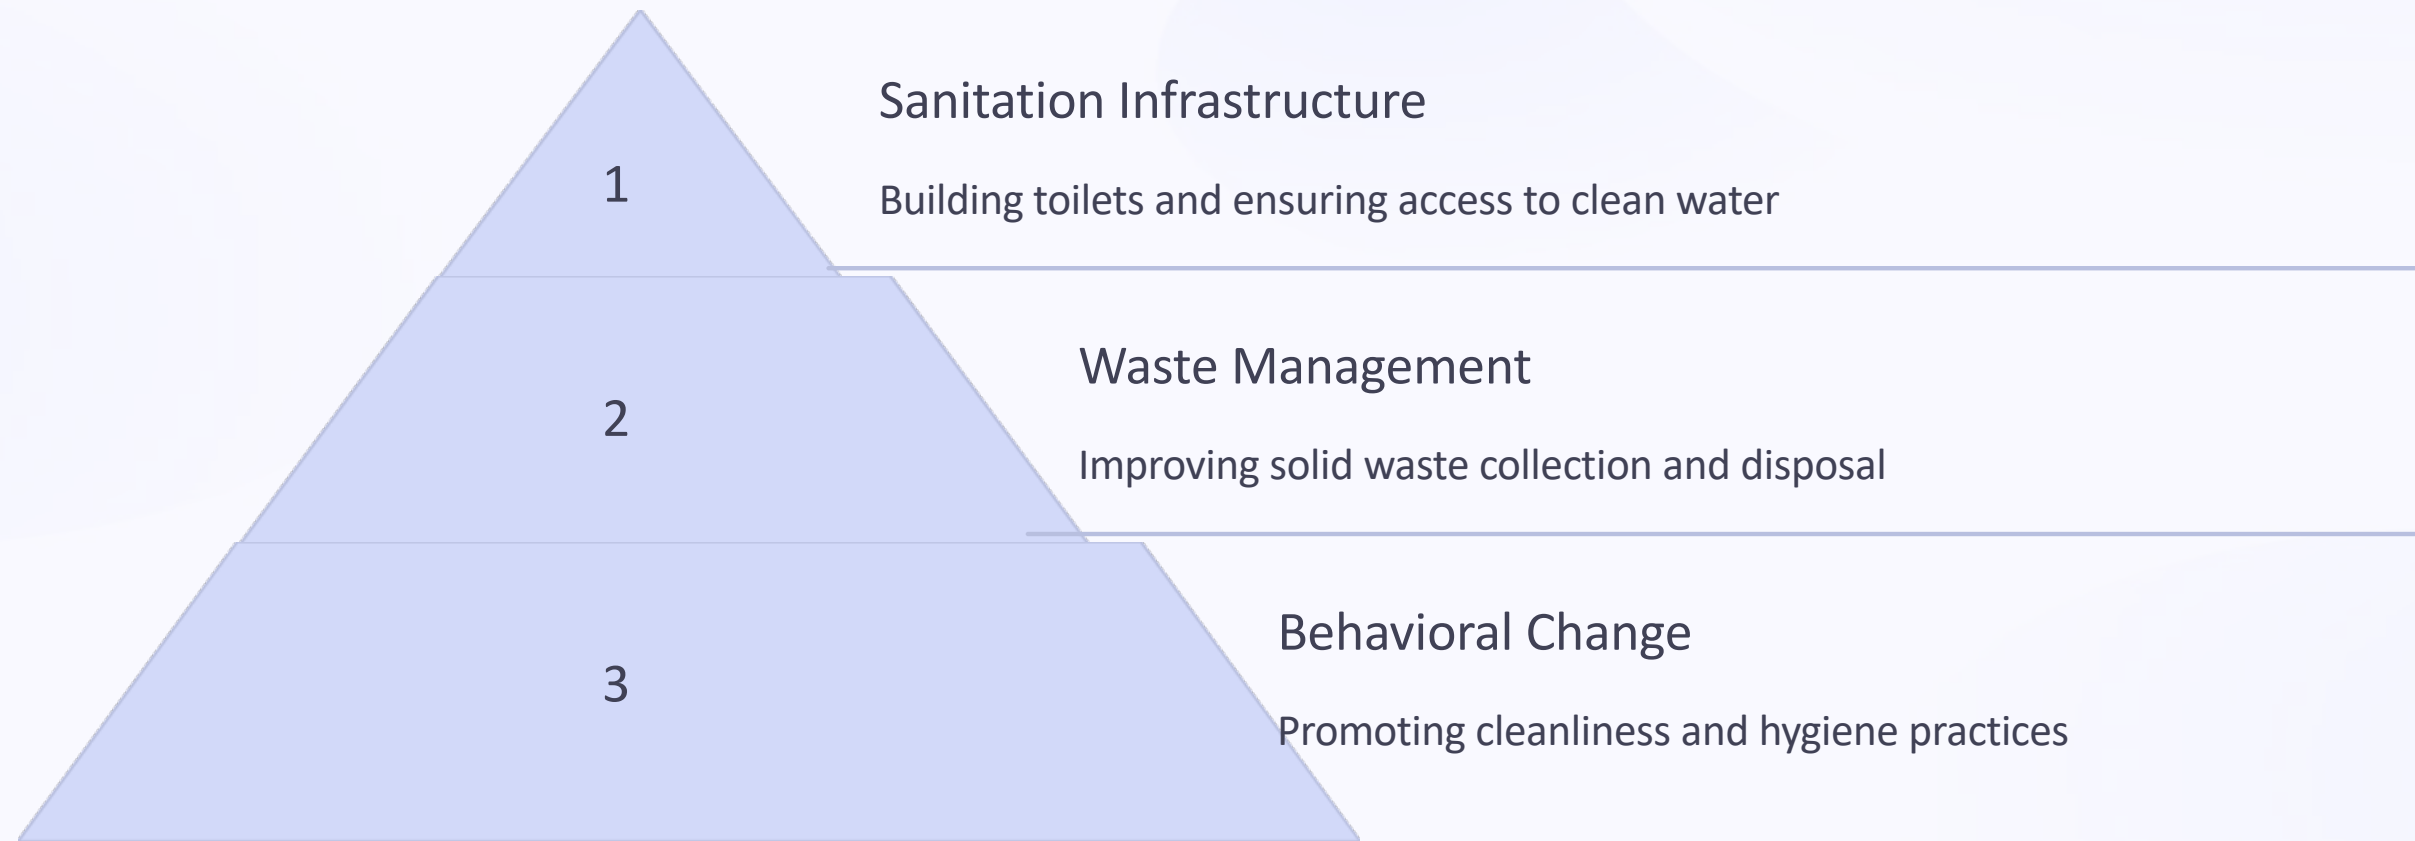 1
Sanitation Infrastructure
Building toilets and ensuring access to clean water
2
Waste Management
Improving solid waste collection and disposal
3
Behavioral Change
Promoting cleanliness and hygiene practices